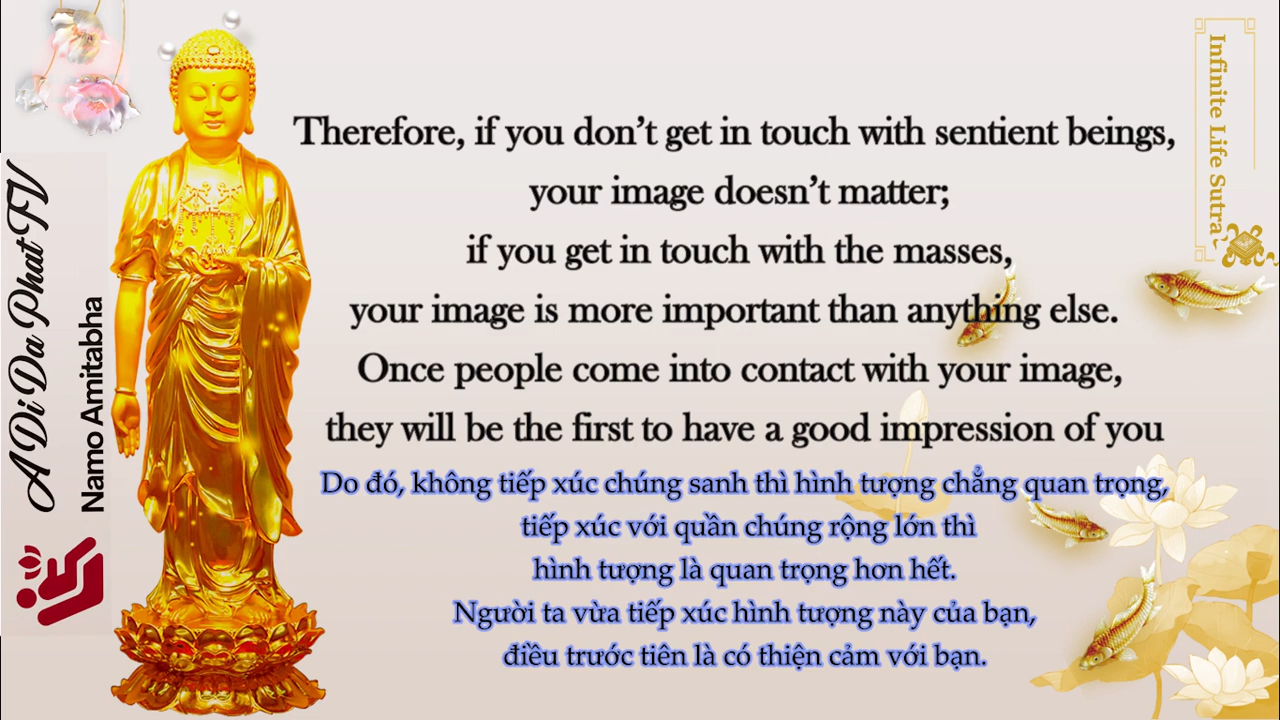 A Di Da Phat TV
Namo Amitabha
Infinite Life Sutra
Therefore, if you don't get in touch with sentient beings,
your image doesn't matter;
if you get in touch with the masses,
your image is more important than anything else.
Once people come into contact with your image,
they will be the first to have a good impression of you
Do đó, không tiếp xúc chúng sanh thì hình tượng chẳng quan trọng,
tiếp xúc với quần chúng rộng lớn thì
hình tượng là quan trọng hơn hết.
Người ta vừa tiếp xúc hình tượng này của bạn,
điều trước tiên là có thiện cảm với bạn.